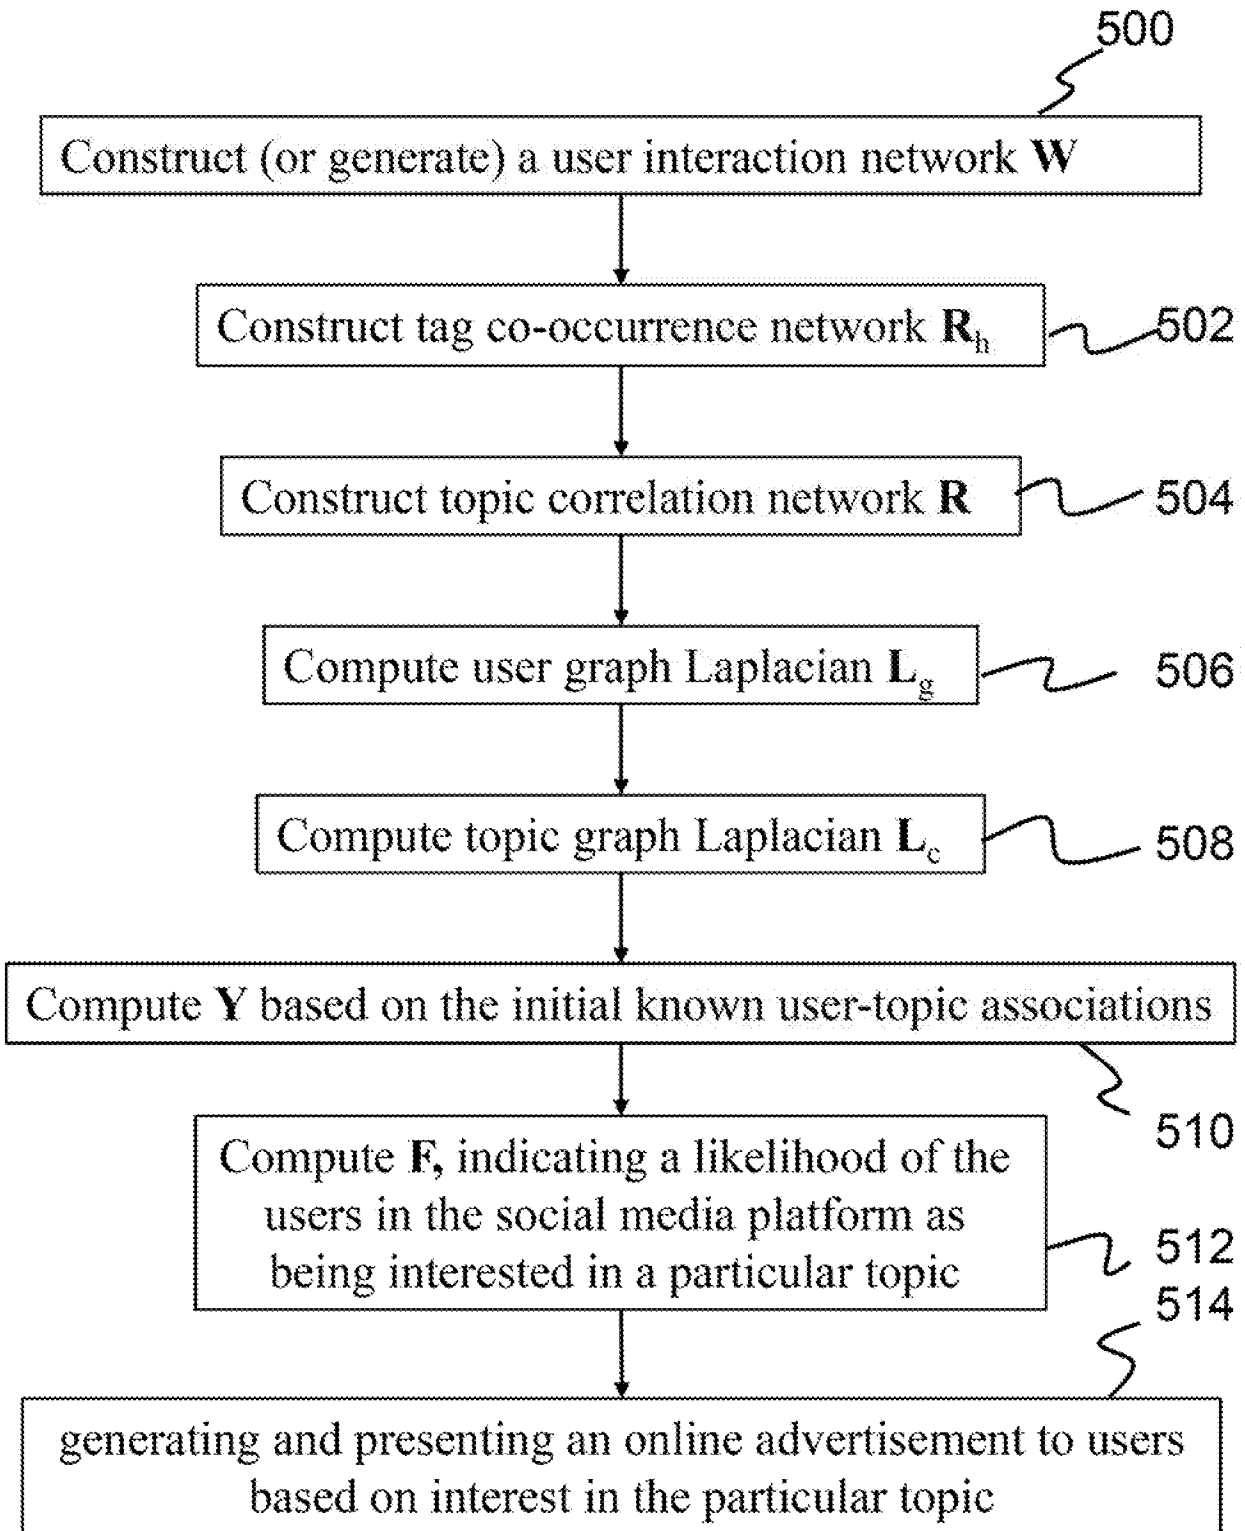 500
Construct (or generate) a user interaction network W
Construct tag co-occurrence network Rh
502
Construct topic correlation network R
504
Compute user graph Laplacian Lg
506
Compute topic graph Laplacian Lc
508
Compute Y based on the initial known user-topic associations
510
Compute F, indicating a likelihood of the
users in the social media platform as
being interested in a particular topic
512
514
generating and presenting an online advertisement to users
based on interest in the particular topic